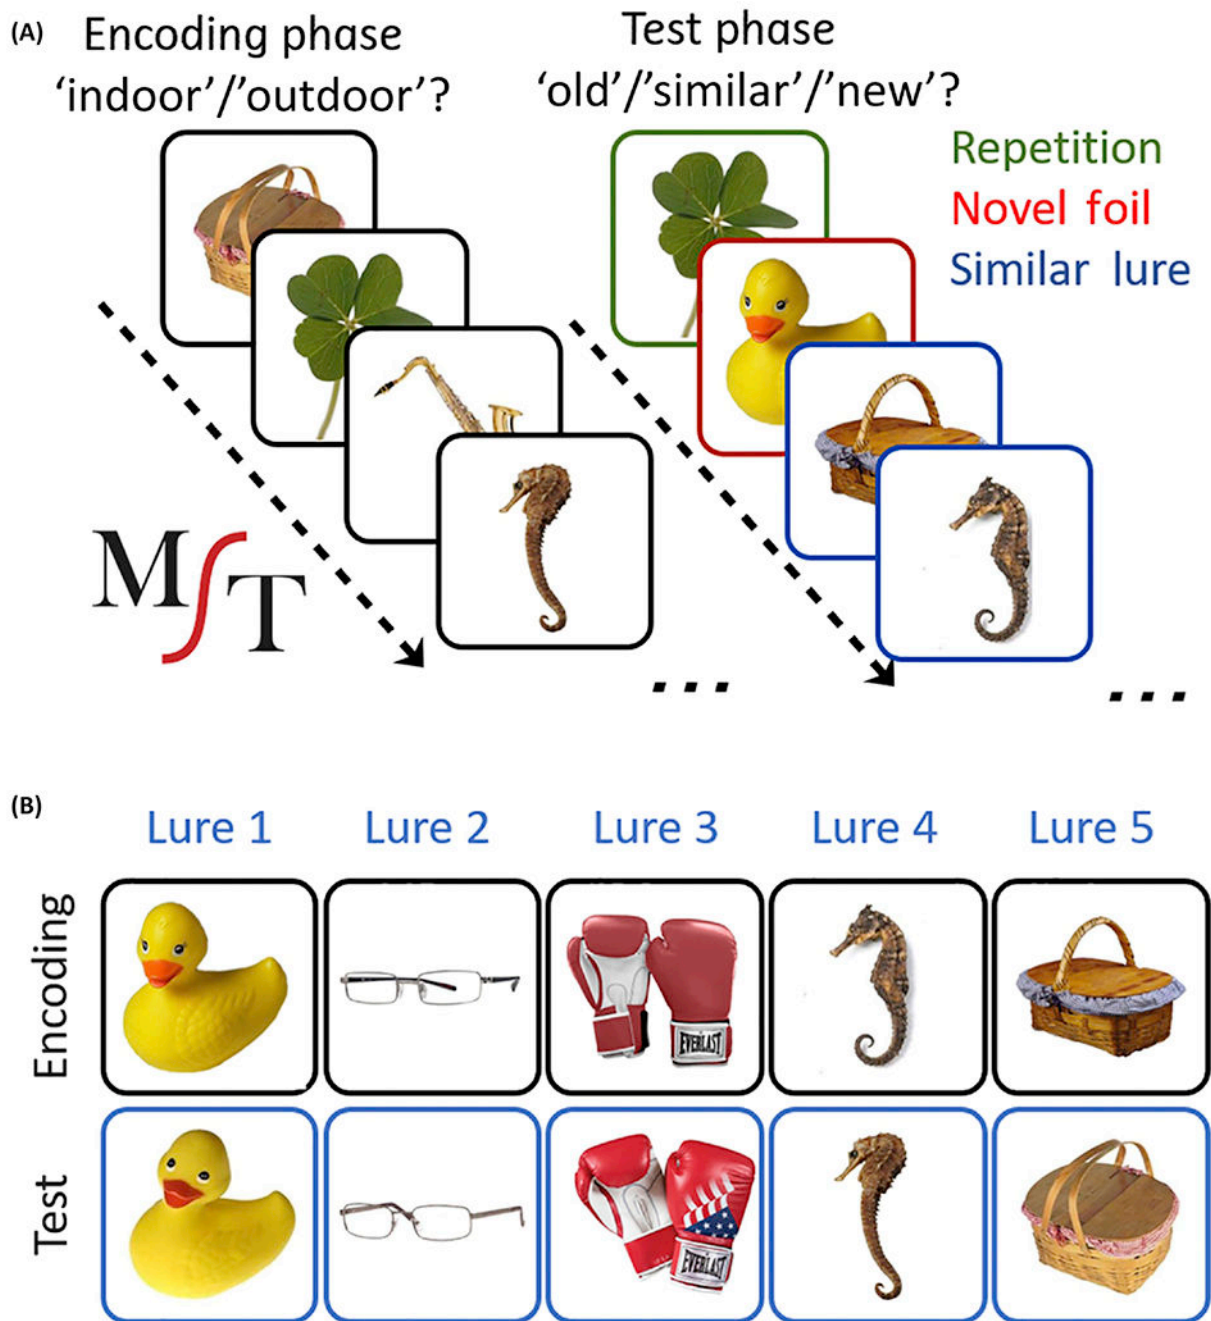 (A)
Encoding phase
'indoor'/'outdoor'?
Test phase
'old'/'similar'/'new'?
Repetition
Novel foil
Similar lure
MST
...
...
(B)
Lure 1
Lure 2
Lure 3
Lure 4
Lure 5
Encoding
EVERLAST
Test
EVERLAST